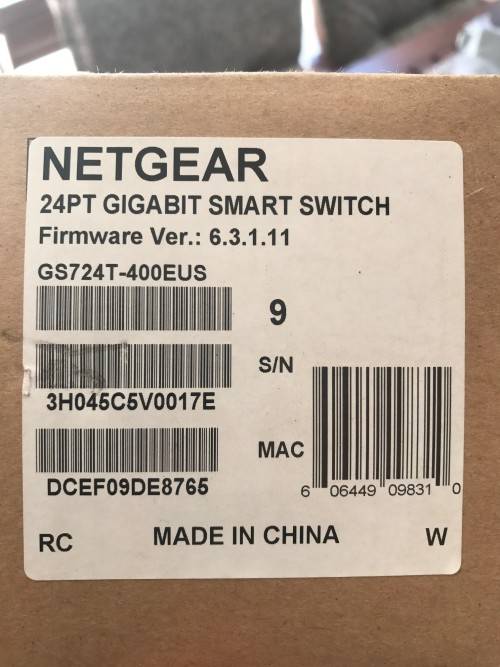 NETGEAR
24PT GIGABIT SMART SWITCH
Firmware Ver.: 6.3.1.11
GS724T-400EUS
9
S/N
3H045C5V0017E
MAC
DCEF09DE8765
6 06449 09831 0
RC MADE IN CHINA W